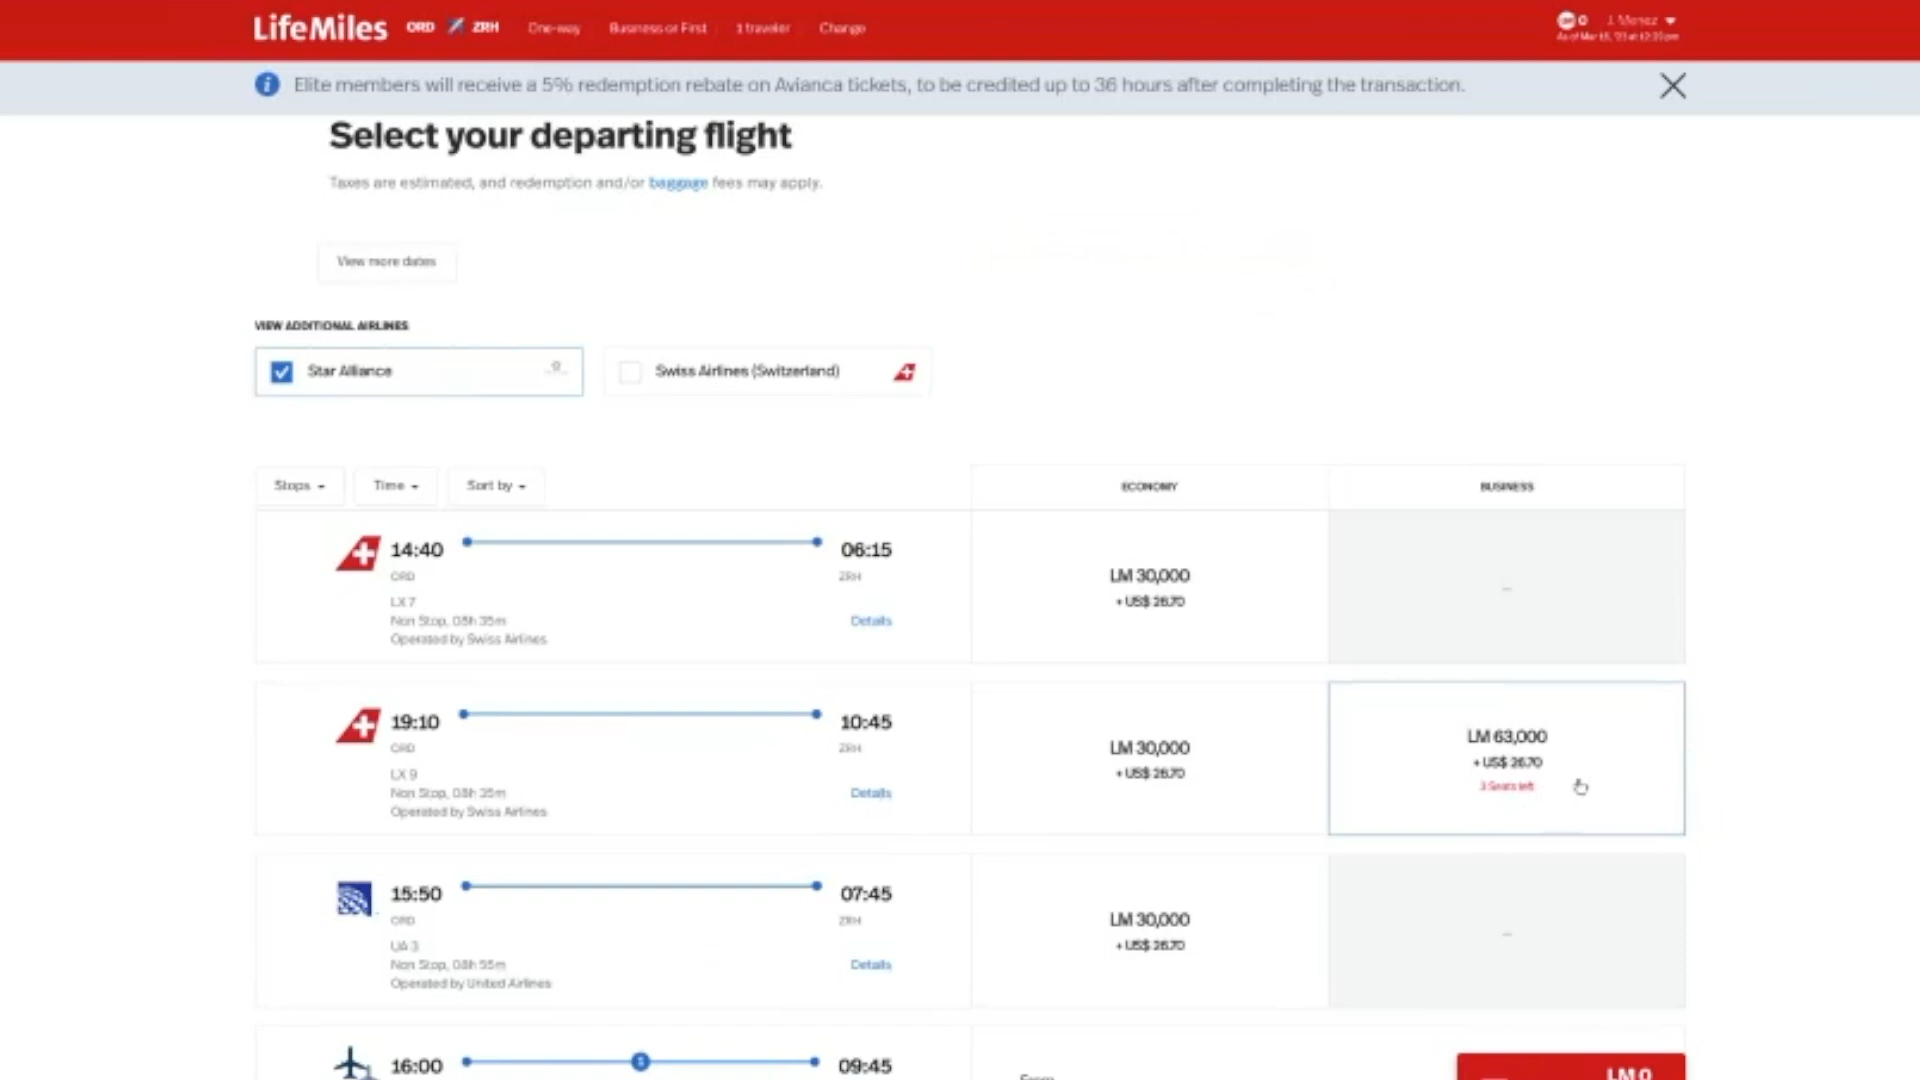 LifeMiles ORD ZRH One-way Business or First 1 traveler Change
0 J. Menez
Elite members will receive a 5% redemption rebate on Avianca tickets, to be credited up to 36 hours after completing the transaction.
Select your departing flight
Taxes are estimated, and redemption and/or baggage fees may apply.
View more dates
VIEW ADDITIONAL AIRLINES
Star Alliance
Swiss Airlines (Switzerland)
Stops
Time
Sort by
ECONOMY
BUSINESS
14:40
06:15
ORD
ZRH
LX 7
Non Stop, 08h 35m
Details
Operated by Swiss Airlines
LM 30,000
+ US$ 26.70
–
19:10
10:45
ORD
ZRH
LX 9
Non Stop, 08h 35m
Details
Operated by Swiss Airlines
LM 30,000
+ US$ 26.70
LM 63,000
+ US$ 26.70
Seats left
15:50
07:45
ORD
ZRH
UA 3
Non Stop, 08h 55m
Details
Operated by United Airlines
LM 30,000
+ US$ 26.70
–
16:00
09:45
From
LM 0